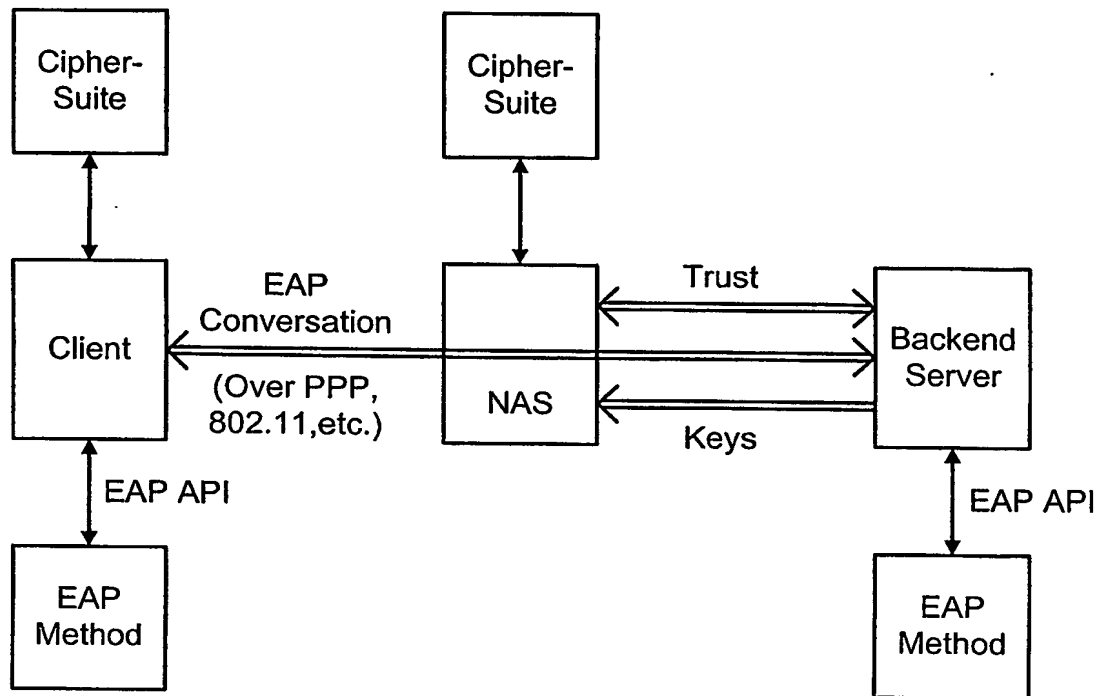 Cipher-
Suite
Cipher-
Suite
Client
EAP
Conversation
(Over PPP,
802.11,etc.)
NAS
Trust
Keys
Backend
Server
EAP API
EAP API
EAP
Method
EAP
Method